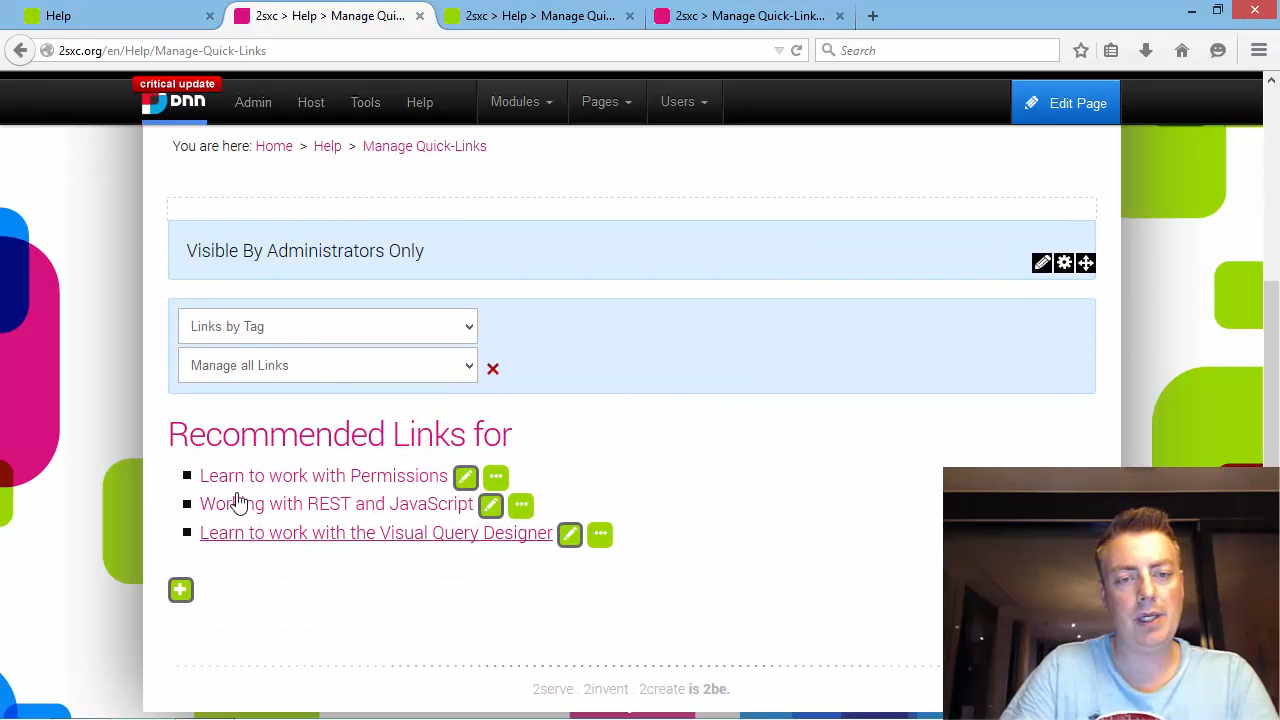 Help
2sxc > Help > Manage Qui...
2sxc > Help > Manage Qui...
2sxc > Manage Quick-Link...
2sxc.org/en/Help/Manage-Quick-Links
Search
critical update
DNN
Admin
Host
Tools
Help
Modules
Pages
Users
Edit Page
You are here: Home > Help > Manage Quick-Links
Visible By Administrators Only
Links by Tag
Manage all Links
Recommended Links for
Learn to work with Permissions
Working with REST and JavaScript
Learn to work with the Visual Query Designer
2serve . 2invent . 2create is 2be.